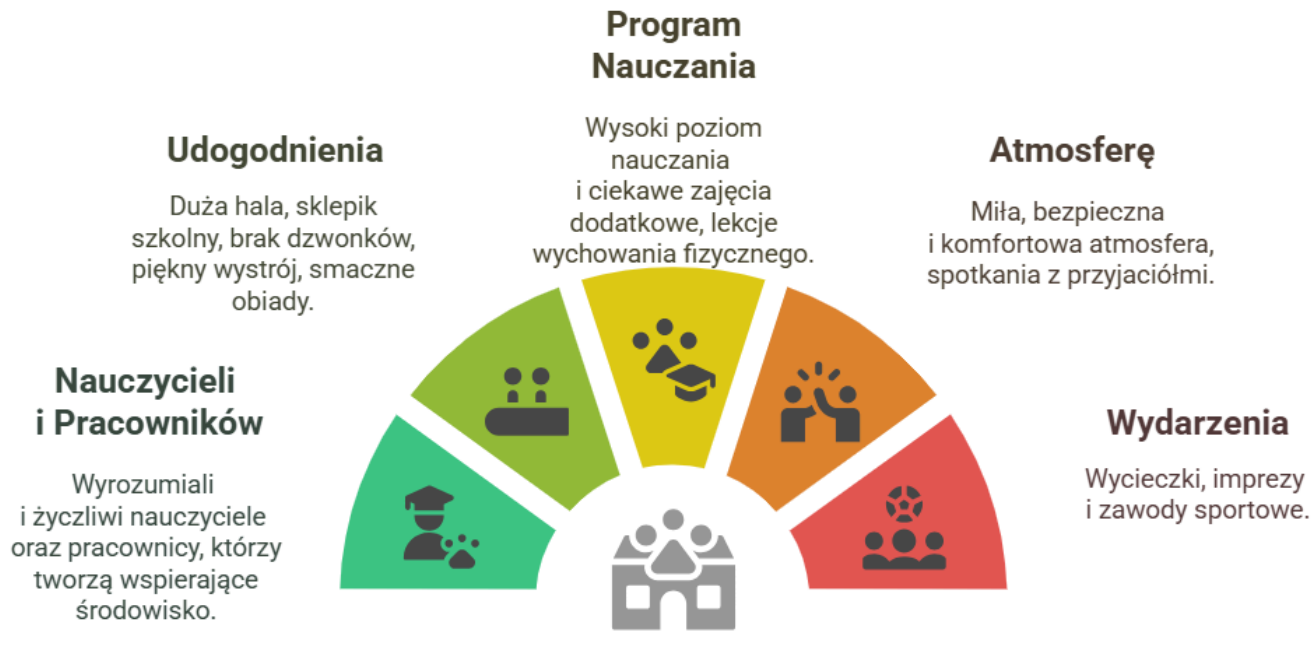 Nauczycieli
i Pracowników
Wyrozumiali
i życzliwi nauczyciele
oraz pracownicy, którzy
tworzą wspierające
środowisko.
Udogodnienia
Duża hala, sklepik
szkolny, brak dzwonków,
piękny wystrój, smaczne
obiady.
Program
Nauczania
Wysoki poziom
nauczania
i ciekawe zajęcia
dodatkowe, lekcje
wychowania fizycznego.
Atmosferę
Miła, bezpieczna
i komfortowa atmosfera,
spotkania z przyjaciółmi.
Wydarzenia
Wycieczki, imprezy
i zawody sportowe.